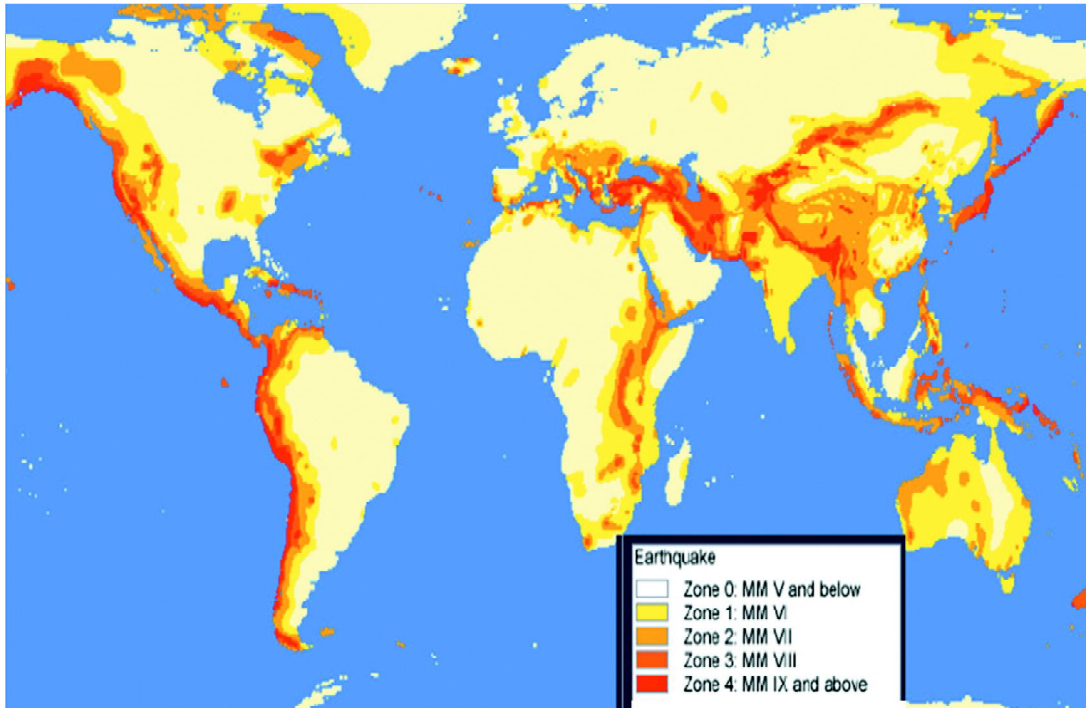 Earthquake
Zone 0: MM V and below
Zone 1: MM VI
Zone 2: MM VII
Zone 3: MM VIII
Zone 4: MM IX and above